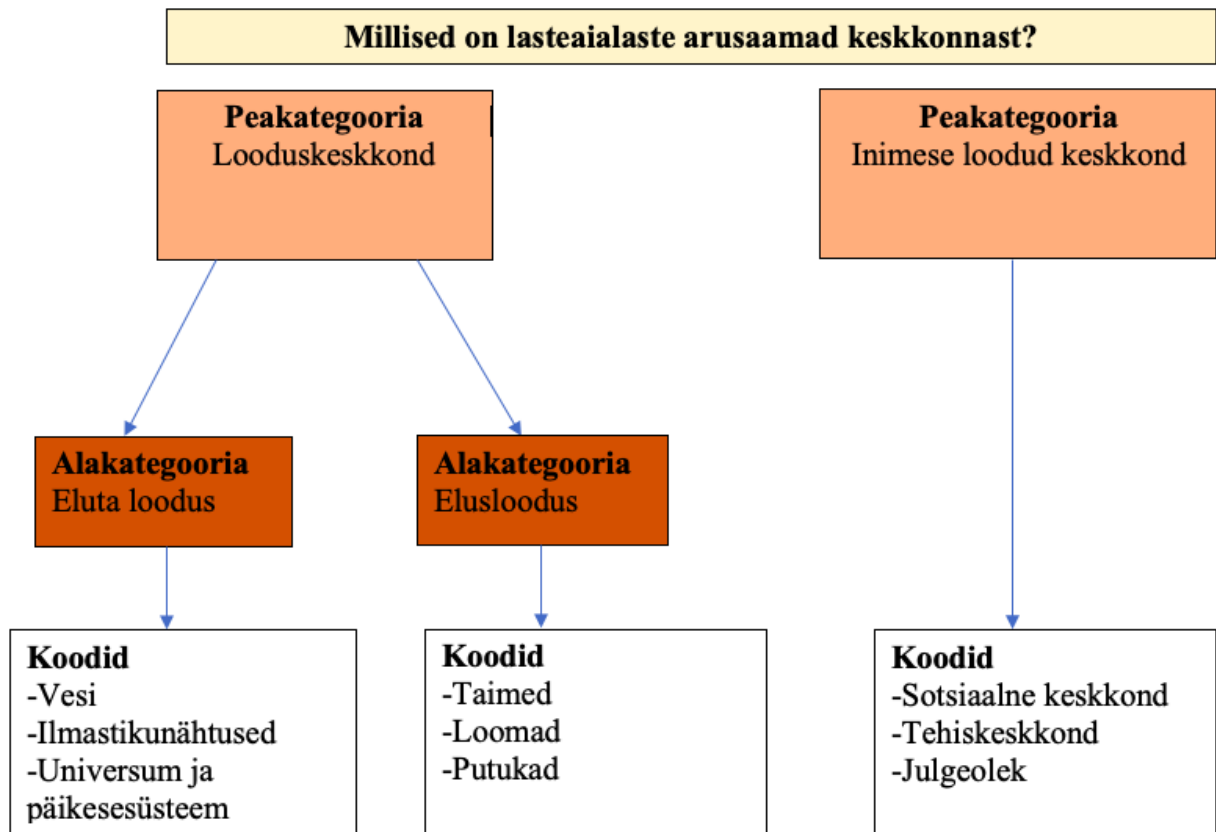 Millised on lasteaialaste arusaamad keskkonnast?
Peakategooria
Looduskeskkond
Peakategooria
Inimese loodud keskkond
Alakategooria
Eluta loodus
Alakategooria
Elusloodus
Koodid
-Vesi
-Ilmastikunähtused
-Universum ja
päikesesüsteem
Koodid
-Taimed
-Loomad
-Putukad
Koodid
-Sotsiaalne keskkond
-Tehiskeskkond
-Julgeolek